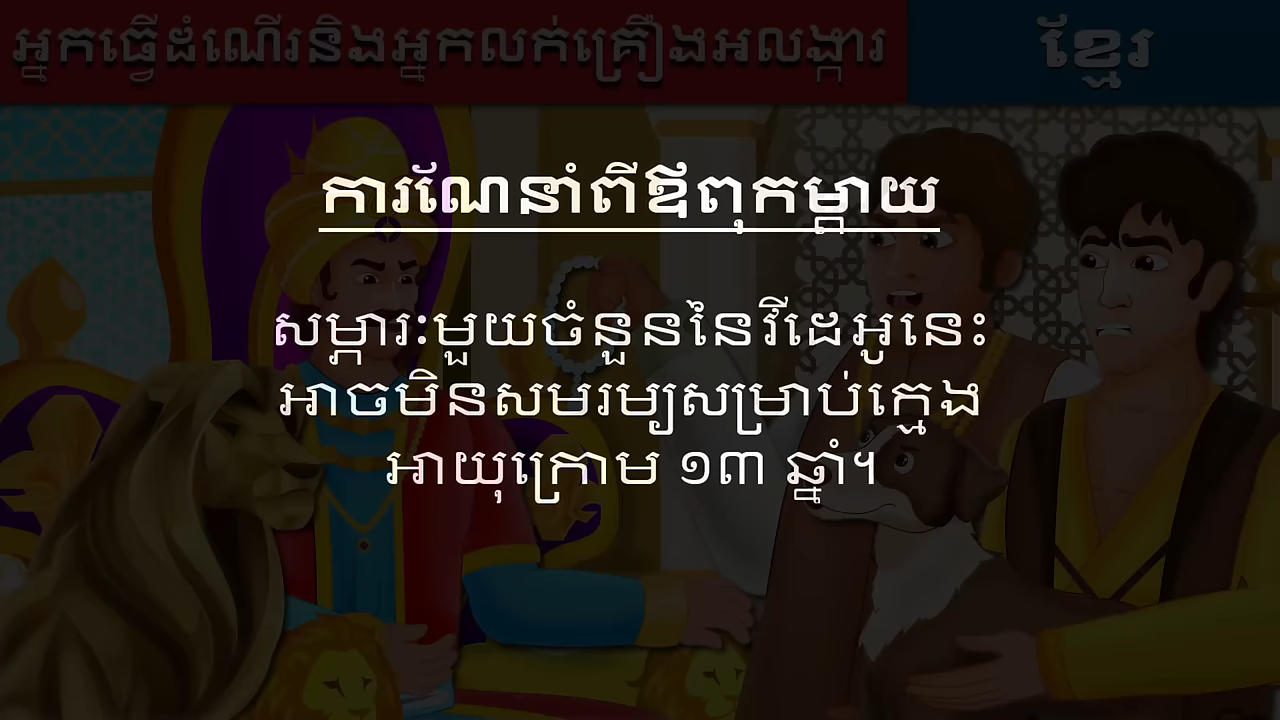 អ្នកធ្វើដំណើរនិងអ្នកលក់គ្រឿងអលង្ការ
ខ្មែរ
ការណែនាំពីឪពុកម្តាយ
សម្ភារៈមួយចំនួននៃវីដេអូនេះ
អាចមិនសមរម្យសម្រាប់ក្មេង
អាយុក្រោម ១៣ ឆ្នាំ។